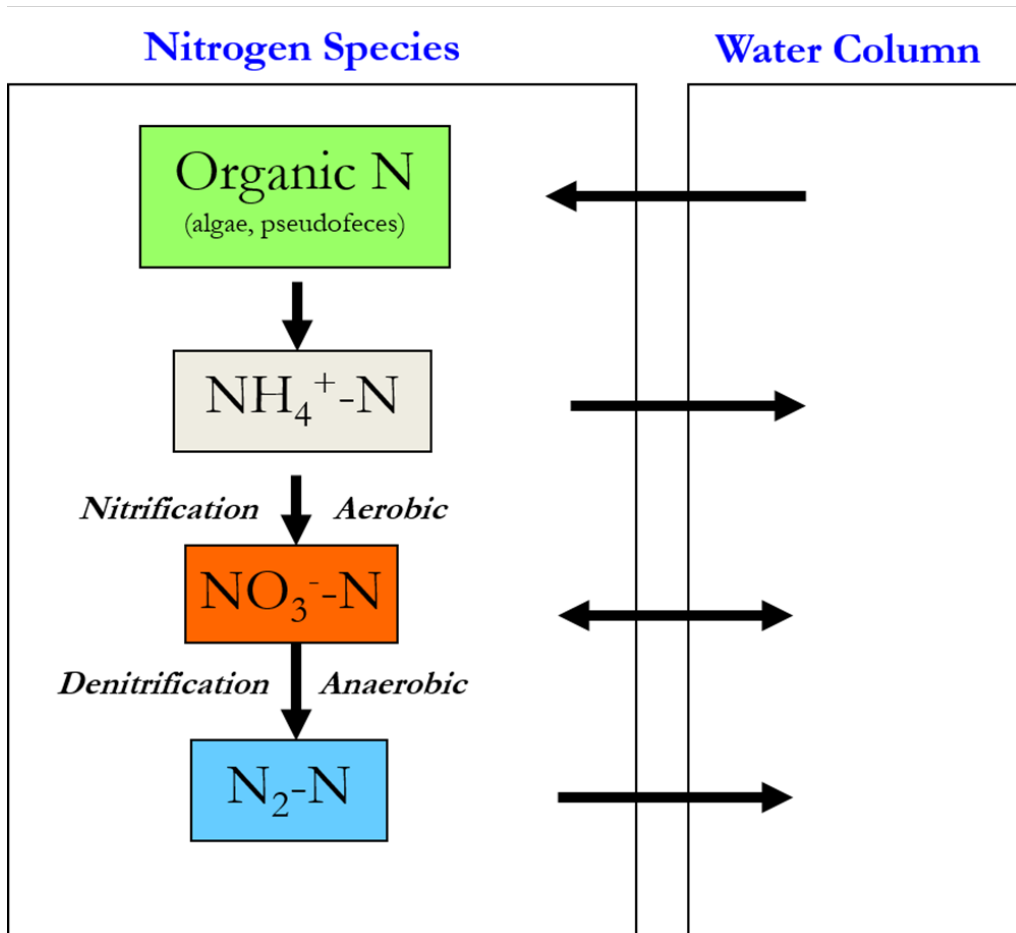 Nitrogen Species
Water Column
Organic N
(algae, pseudofeces)
NH₄⁺-N
Nitrification Aerobic
NO₃⁻-N
Denitrification Anaerobic
N₂-N